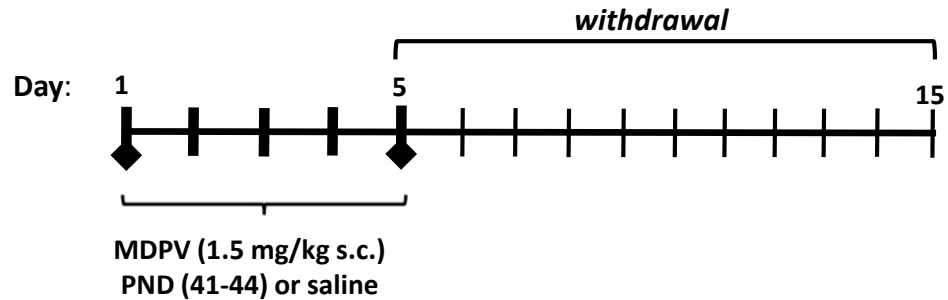 withdrawal
Day: 1 5 15
MDPV (1.5 mg/kg s.c.)
PND (41-44) or saline